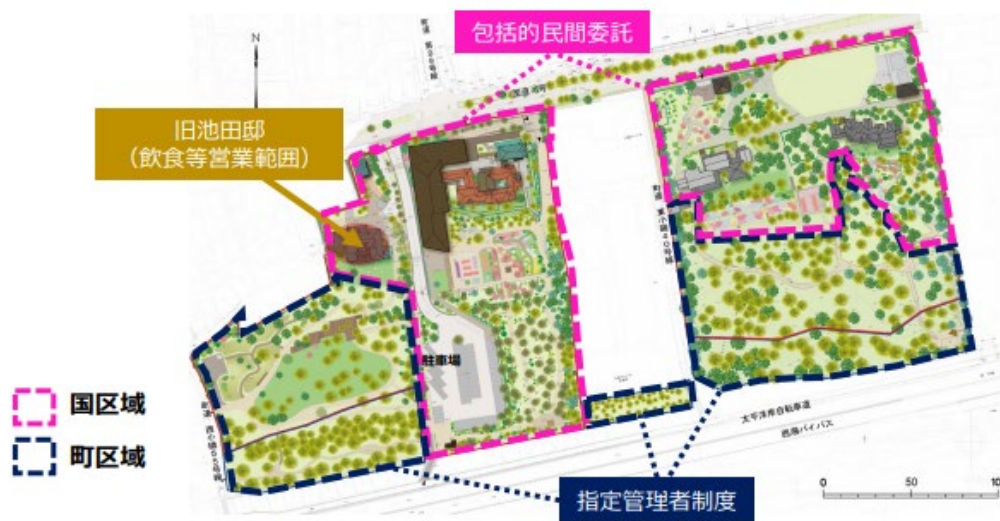 包括的民間委託
N
旧池田邸
(飲食等営業範囲)
駐車場
国区域
町区域
太平洋岸自転車道
西湘バイパス
指定管理者制度
0
50